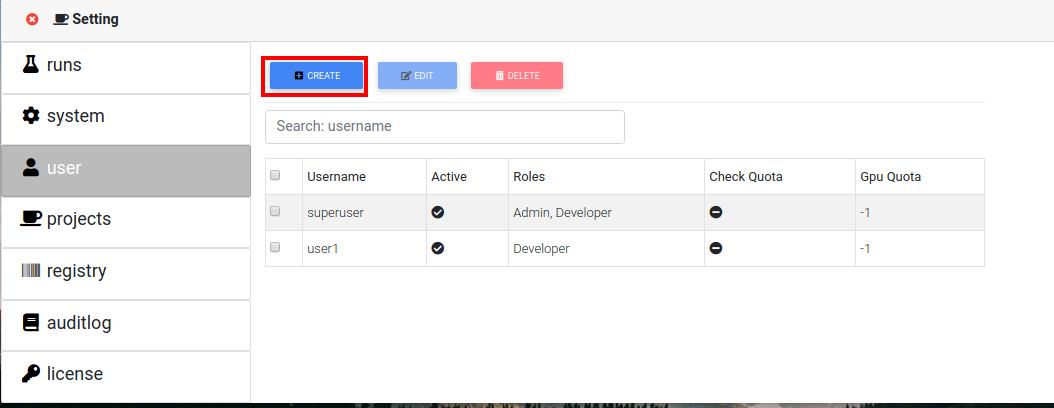 Setting
runs
system
user
projects
registry
auditlog
license
CREATE EDIT DELETE
Search: username
Username Active Roles Check Quota Gpu Quota
superuser Admin, Developer -1
user1 Developer -1